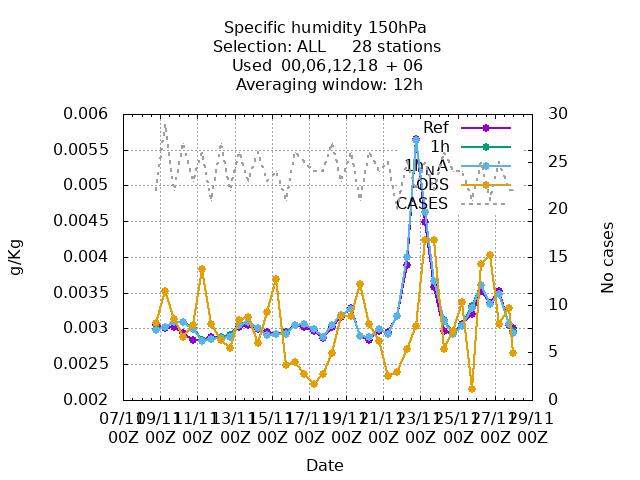 Specific humidity 150hPa
Selection: ALL 28 stations
Used 00,06,12,18 + 06
Averaging window: 12h
0.006
0.0055
0.005
0.0045
0.004
0.0035
0.003
0.0025
0.002
30
25
20
15
10
5
0
Ref
1h
1h_NA
OBS
CASES
g/Kg
No cases
07/11 09/11 11/11 13/11 15/11 17/11 19/11 21/11 23/11 25/11 27/11 29/11
00Z 00Z 00Z 00Z 00Z 00Z 00Z 00Z 00Z 00Z 00Z 00Z
Date